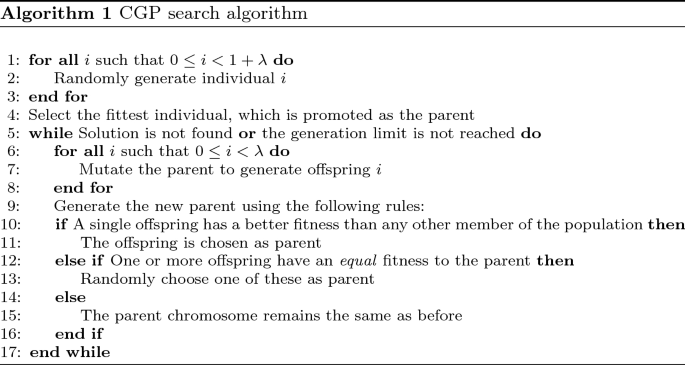 Algorithm 1 CGP search algorithm
1: for all i such that 0 ≤ i < 1 + λ do
2: Randomly generate individual i
3: end for
4: Select the fittest individual, which is promoted as the parent
5: while Solution is not found or the generation limit is not reached do
6: for all i such that 0 ≤ i < λ do
7: Mutate the parent to generate offspring i
8: end for
9: Generate the new parent using the following rules:
10: if A single offspring has a better fitness than any other member of the population then
11: The offspring is chosen as parent
12: else if One or more offspring have an equal fitness to the parent then
13: Randomly choose one of these as parent
14: else
15: The parent chromosome remains the same as before
16: end if
17: end while